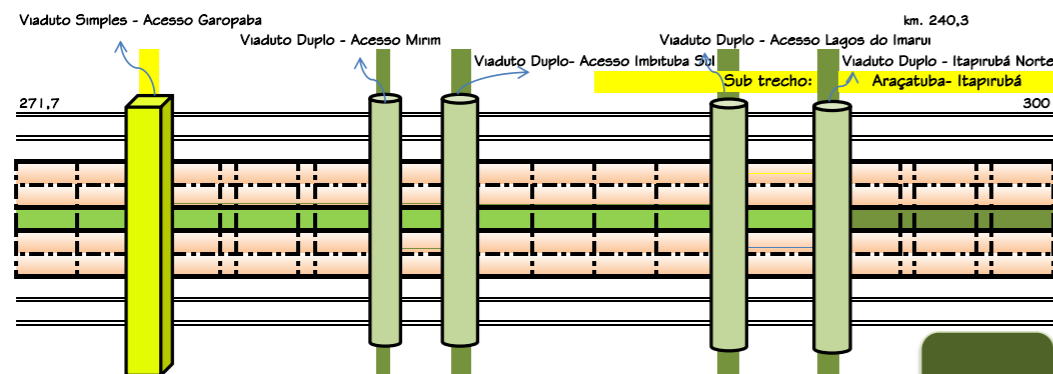 Viaduto Simples - Acesso Garopaba
km. 240,3
Viaduto Duplo - Acesso Mirim
Viaduto Duplo - Acesso Lagos do Imarui
Viaduto Duplo- Acesso Imbituba Sul
Viaduto Duplo - Itapirubá Norte
Sub trecho: Araçatuba- Itapirubá
271,7
300